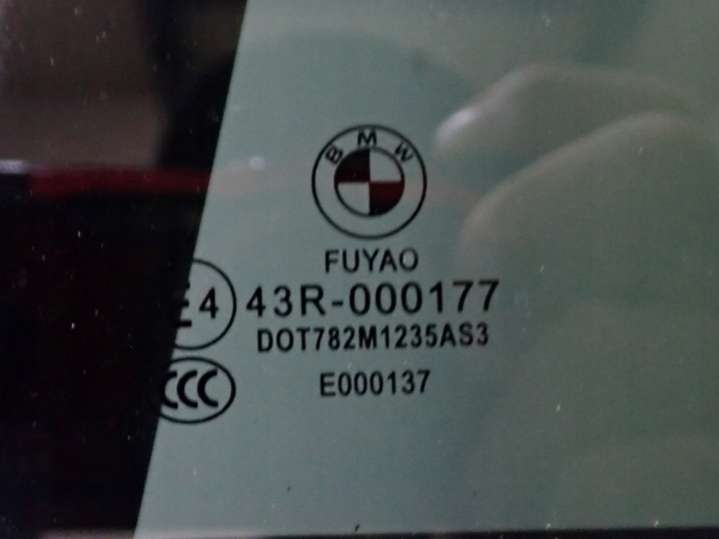 BMW
FUYAO
E4 43R-000177
DOT782M1235AS3
CCC E000137